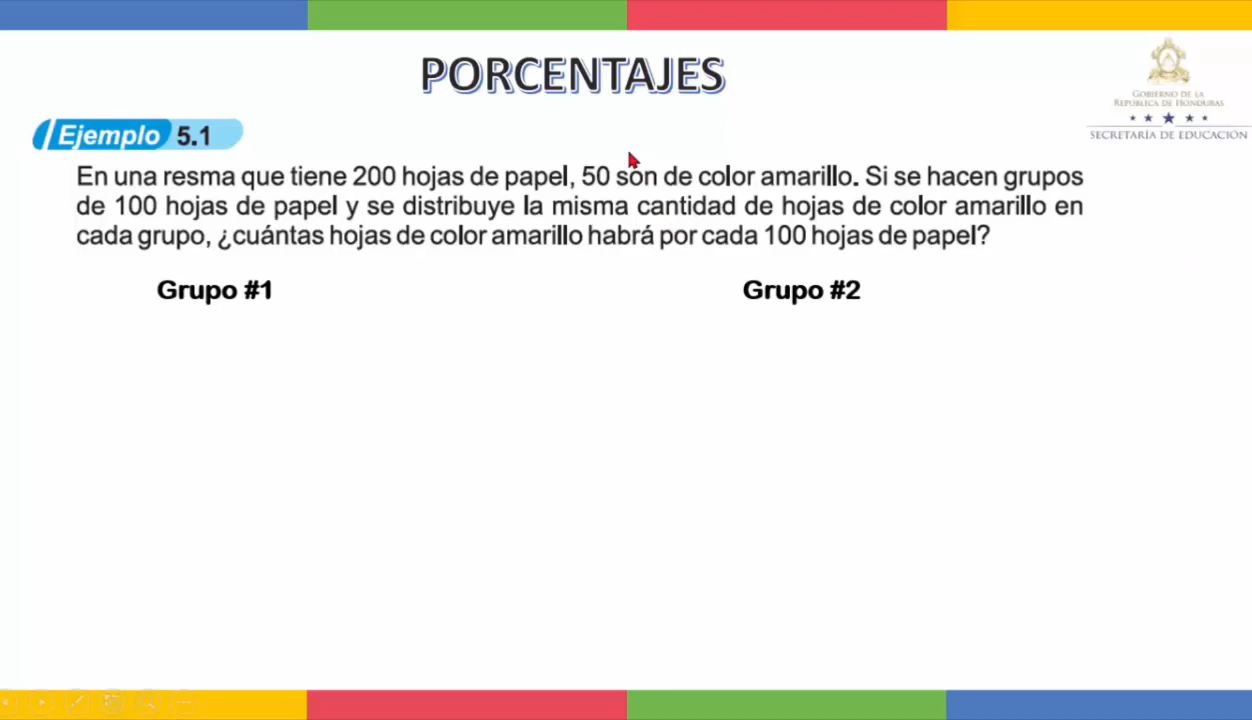 PORCENTAJES
GOBIERNO DE LA
REPÚBLICA DE HONDURAS
SECRETARÍA DE EDUCACIÓN
Ejemplo 5.1
En una resma que tiene 200 hojas de papel, 50 son de color amarillo. Si se hacen grupos
de 100 hojas de papel y se distribuye la misma cantidad de hojas de color amarillo en
cada grupo, ¿cuántas hojas de color amarillo habrá por cada 100 hojas de papel?
Grupo #1
Grupo #2